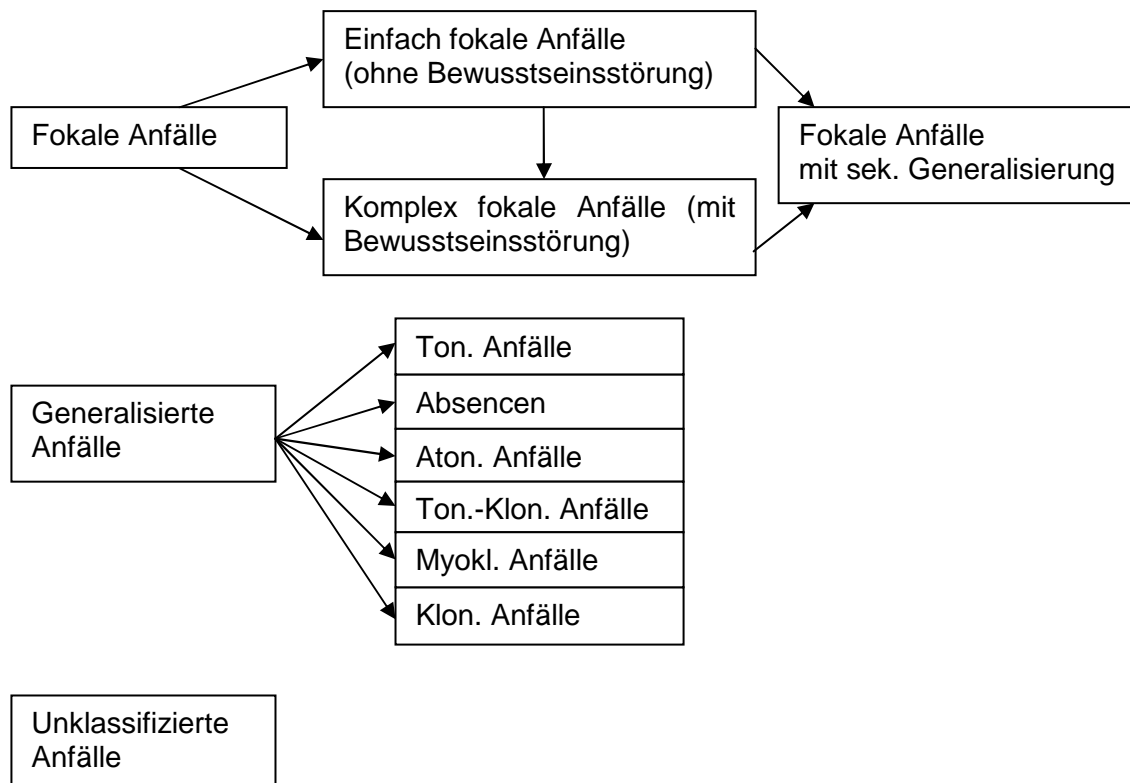 Einfach fokale Anfälle
(ohne Bewusstseinsstörung)
Fokale Anfälle
Fokale Anfälle
mit sek. Generalisierung
Komplex fokale Anfälle (mit
Bewusstseinsstörung)
Ton. Anfälle
Generalisierte
Anfälle
Absencen
Aton. Anfälle
Ton.-Klon. Anfälle
Myokl. Anfälle
Klon. Anfälle
Unklassifizierte
Anfälle